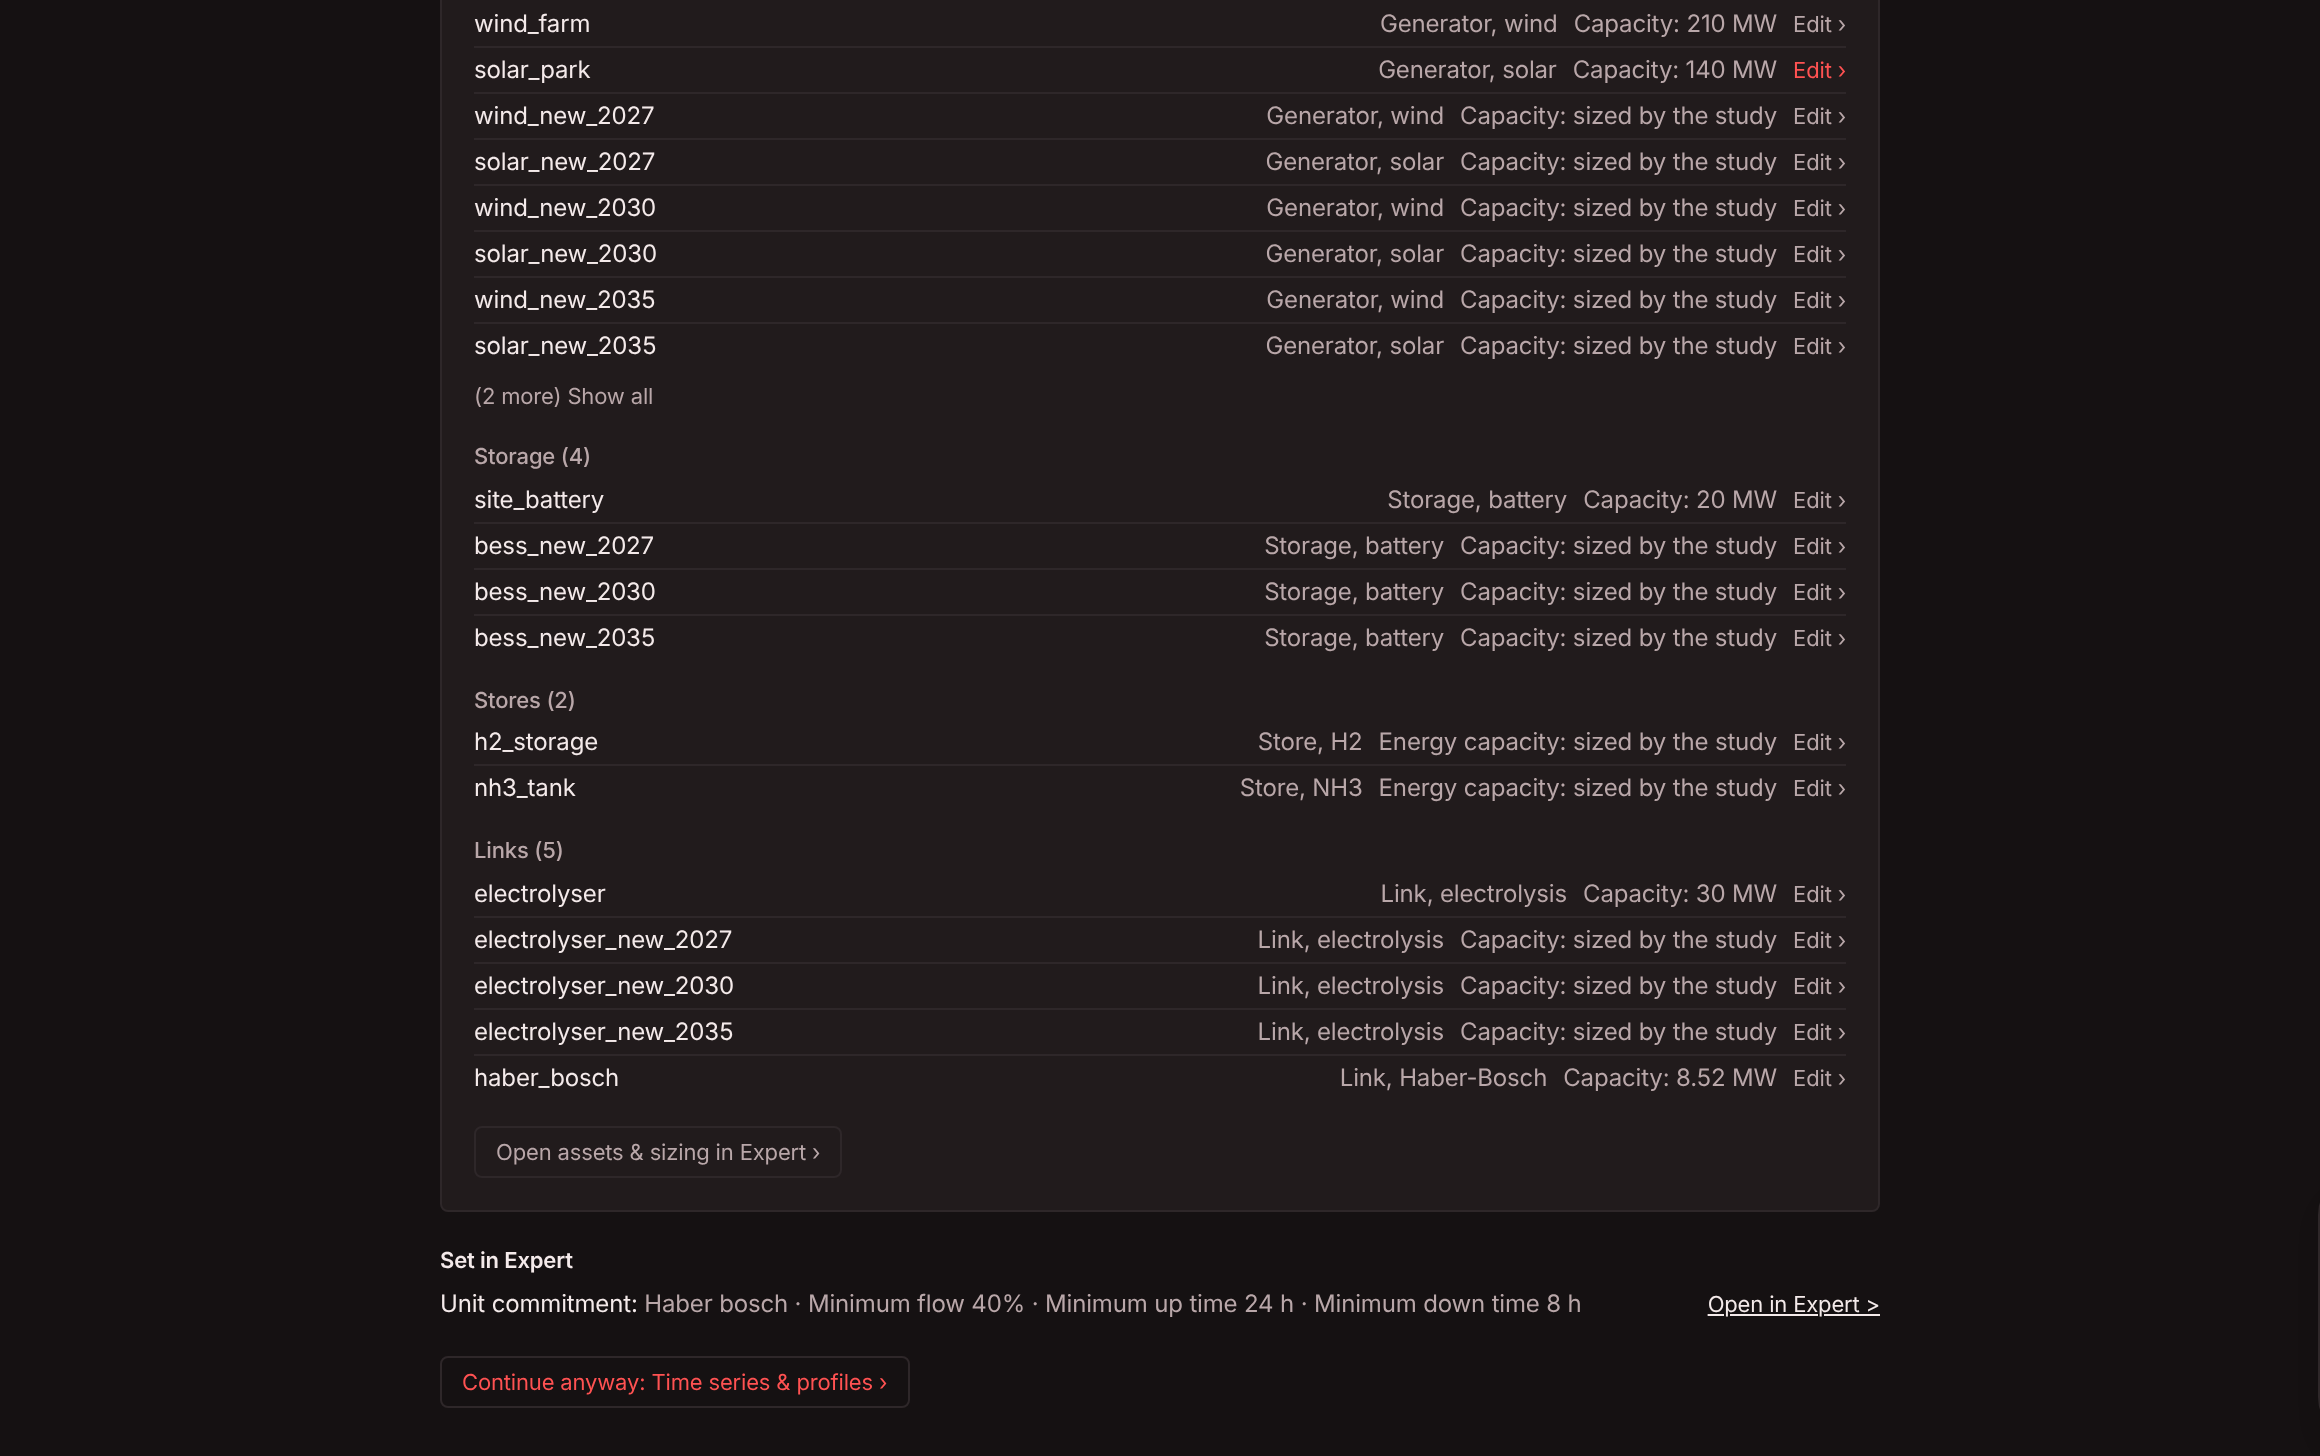 wind_farm Generator, wind Capacity: 210 MW Edit ›
solar_park Generator, solar Capacity: 140 MW Edit ›
wind_new_2027 Generator, wind Capacity: sized by the study Edit ›
solar_new_2027 Generator, solar Capacity: sized by the study Edit ›
wind_new_2030 Generator, wind Capacity: sized by the study Edit ›
solar_new_2030 Generator, solar Capacity: sized by the study Edit ›
wind_new_2035 Generator, wind Capacity: sized by the study Edit ›
solar_new_2035 Generator, solar Capacity: sized by the study Edit ›
(2 more) Show all
Storage (4)
site_battery Storage, battery Capacity: 20 MW Edit ›
bess_new_2027 Storage, battery Capacity: sized by the study Edit ›
bess_new_2030 Storage, battery Capacity: sized by the study Edit ›
bess_new_2035 Storage, battery Capacity: sized by the study Edit ›
Stores (2)
h2_storage Store, H2 Energy capacity: sized by the study Edit ›
nh3_tank Store, NH3 Energy capacity: sized by the study Edit ›
Links (5)
electrolyser Link, electrolysis Capacity: 30 MW Edit ›
electrolyser_new_2027 Link, electrolysis Capacity: sized by the study Edit ›
electrolyser_new_2030 Link, electrolysis Capacity: sized by the study Edit ›
electrolyser_new_2035 Link, electrolysis Capacity: sized by the study Edit ›
haber_bosch Link, Haber-Bosch Capacity: 8.52 MW Edit ›
Open assets & sizing in Expert ›
Set in Expert
Unit commitment: Haber bosch · Minimum flow 40% · Minimum up time 24 h · Minimum down time 8 h Open in Expert >
Continue anyway: Time series & profiles ›